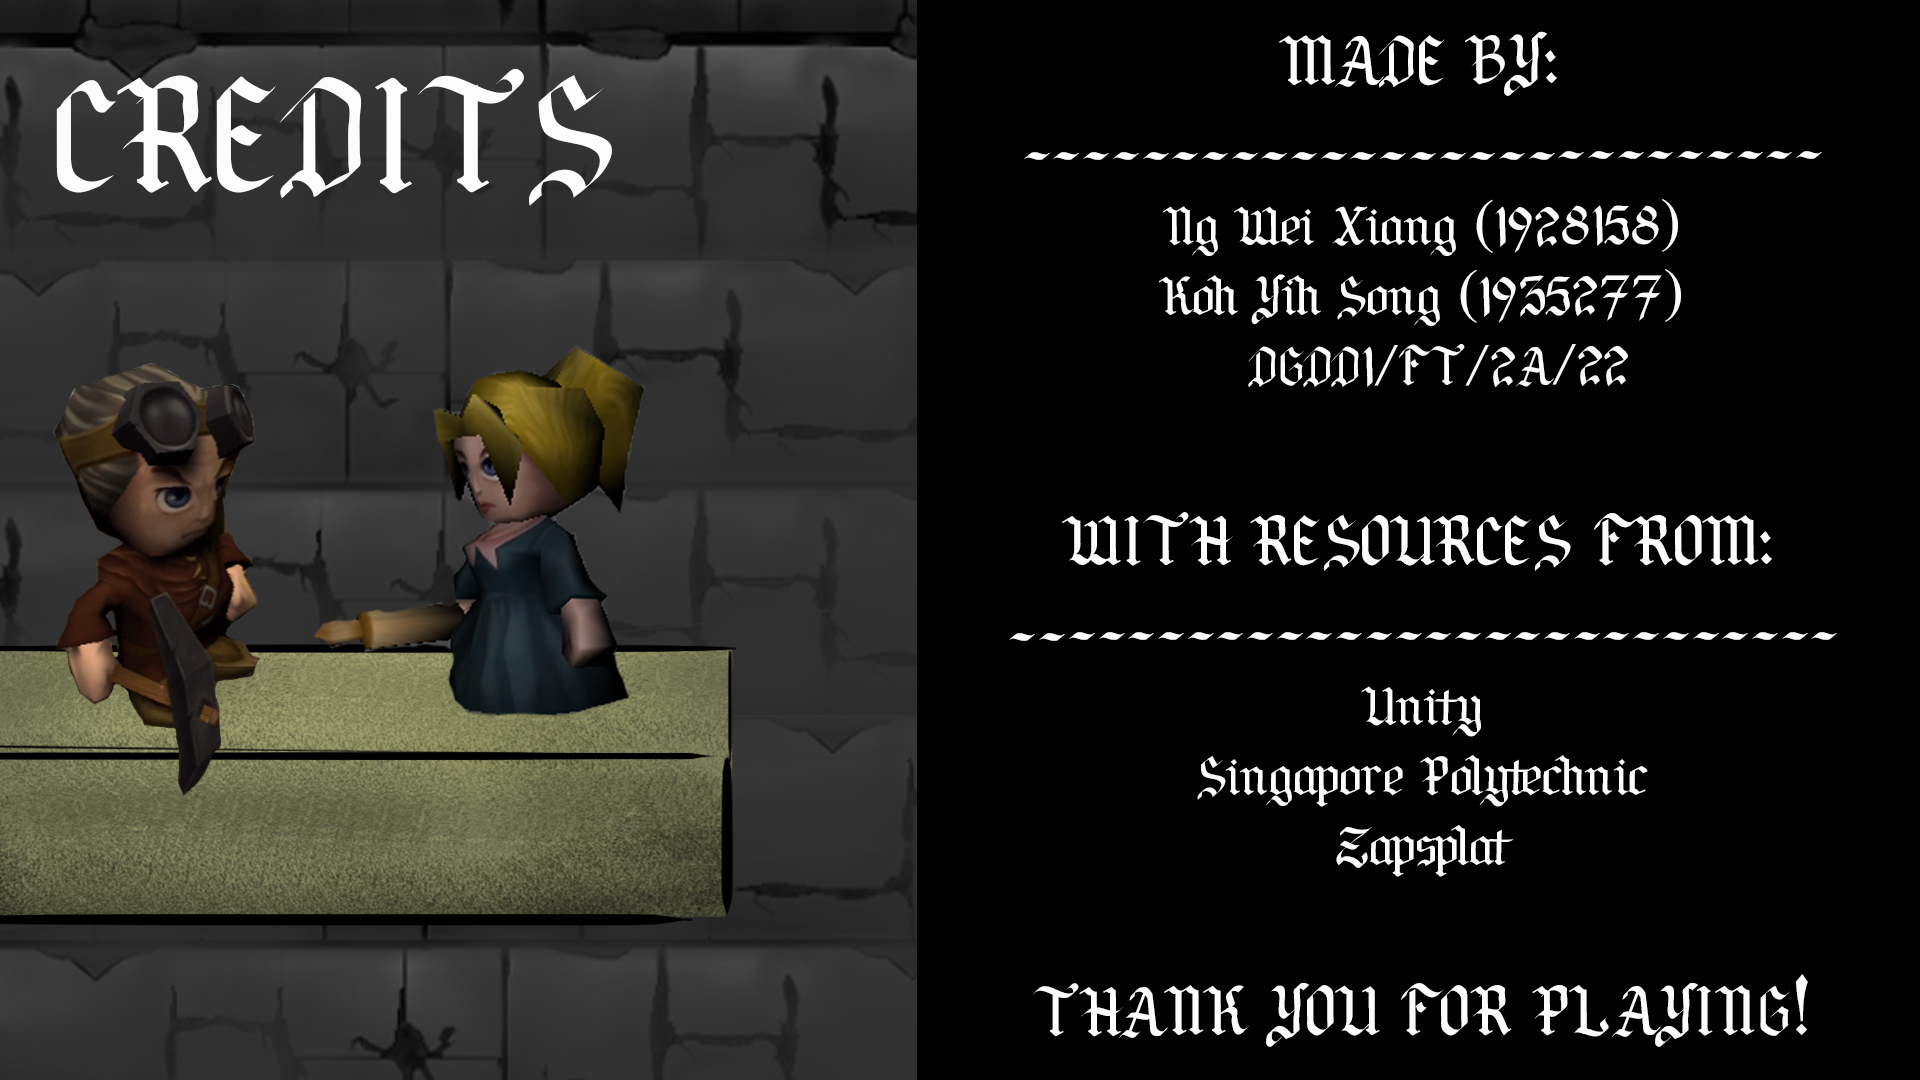 CREDITS
MADE BY:
~~~~~~~~~~~~~~~~~~~~~~~~~~~
Ng Wei Xiang (1928158)
Koh Yih Song (1935277)
DGDD1/FT/2A/22
WITH RESOURCES FROM:
~~~~~~~~~~~~~~~~~~~~~~~~~~~~
Unity
Singapore Polytechnic
Zapsplat
THANK YOU FOR PLAYING!